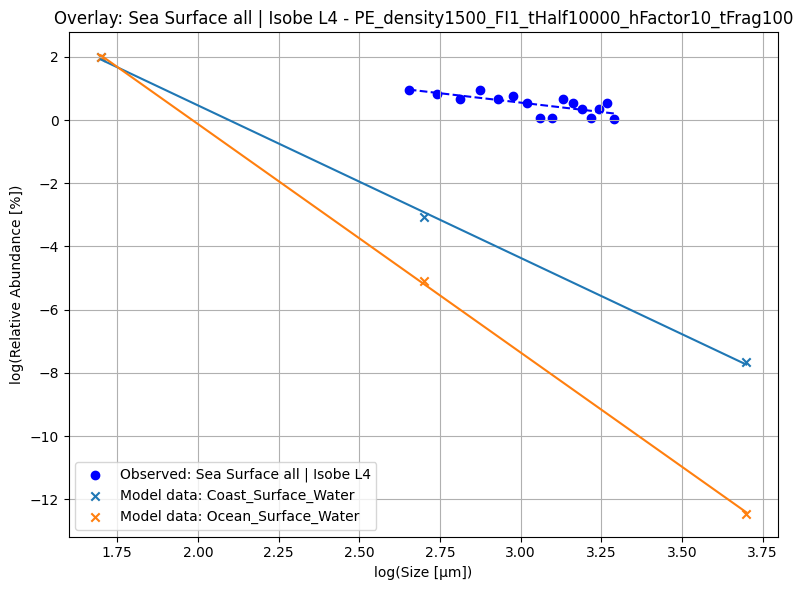 Overlay: Sea Surface all | Isobe L4 - PE_density1500_FI1_tHalf10000_hFactor10_tFrag100
log(Relative Abundance [%])
2
0
−2
−4
−6
−8
−10
−12
Observed: Sea Surface all | Isobe L4
Model data: Coast_Surface_Water
Model data: Ocean_Surface_Water
1.75 2.00 2.25 2.50 2.75 3.00 3.25 3.50 3.75
log(Size [µm])